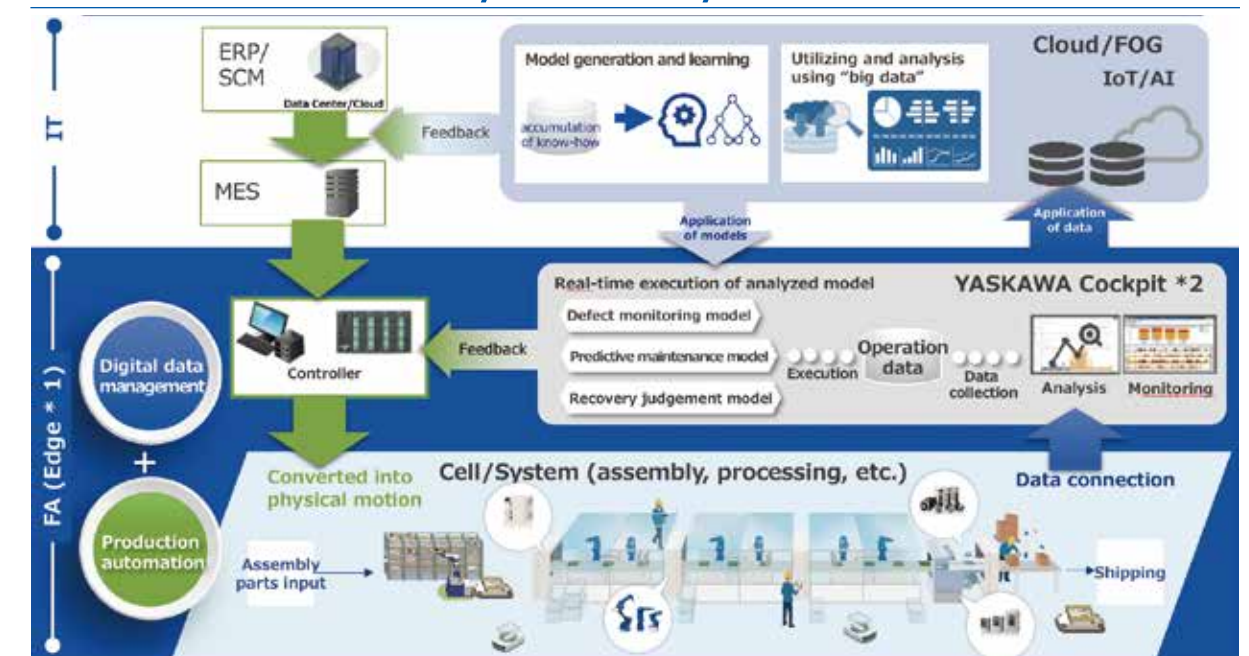 IT
ERP/
SCM
Data Center/Cloud
MES
Feedback
Model generation and learning
accumulation
of know-how
Utilizing and analysis
using "big data"
Cloud/FOG
IoT/AI
Application
of models
Application
of data
FA (Edge * 1)
Digital data
management
+
Production
automation
Controller
Feedback
Real-time execution of analyzed model
YASKAWA Cockpit *2
Defect monitoring model
Predictive maintenance model
Recovery judgement model
Execution
Operation
data
Data
collection
Analysis
Monitoring
Converted into
physical motion
Cell/System (assembly, processing, etc.)
Data connection
Assembly
parts input
Shipping